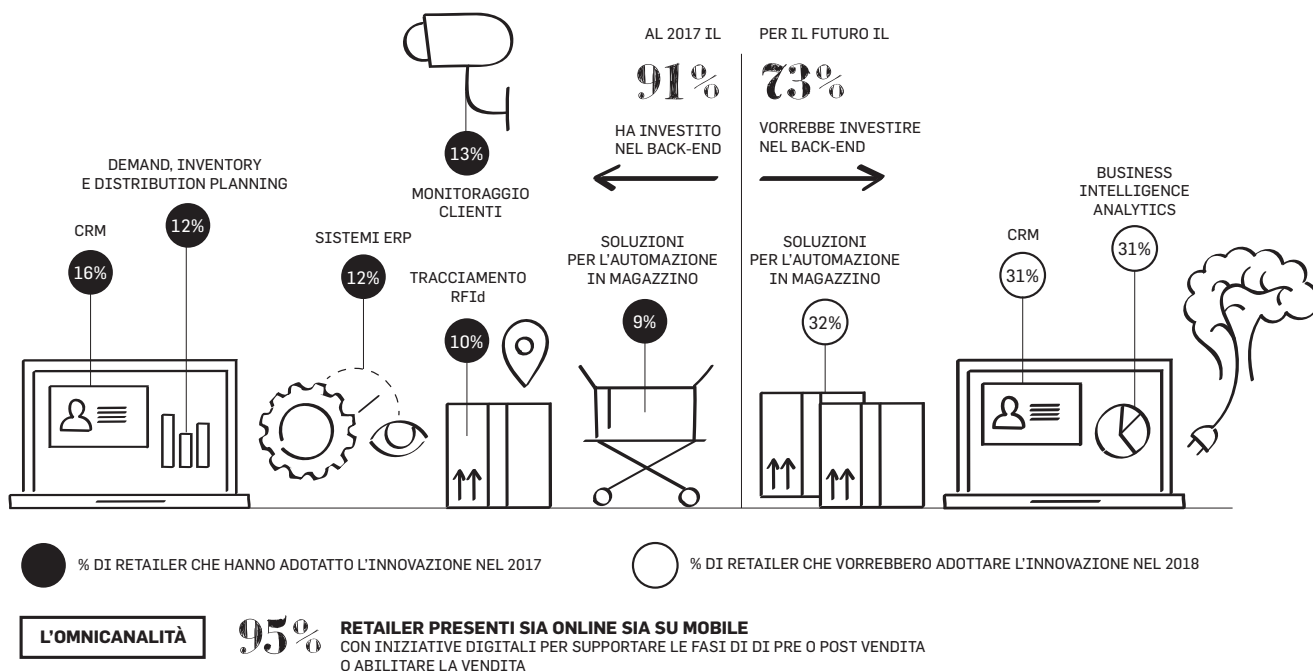 AL 2017 IL
91%
HA INVESTITO
NEL BACK-END
PER IL FUTURO IL
73%
VORREBBE INVESTIRE
NEL BACK-END
DEMAND, INVENTORY
E DISTRIBUTION PLANNING
12%
CRM
16%
SISTEMI ERP
12%
13%
MONITORAGGIO
CLIENTI
TRACCIAMENTO
RFId
10%
SOLUZIONI
PER L'AUTOMAZIONE
IN MAGAZZINO
9%
SOLUZIONI
PER L'AUTOMAZIONE
IN MAGAZZINO
32%
CRM
31%
BUSINESS
INTELLIGENCE
ANALYTICS
31%
% DI RETAILER CHE HANNO ADOTATTO L'INNOVAZIONE NEL 2017
% DI RETAILER CHE VORREBBERO ADOTTARE L'INNOVAZIONE NEL 2018
L'OMNICANALITÀ
95%
RETAILER PRESENTI SIA ONLINE SIA SU MOBILE
CON INIZIATIVE DIGITALI PER SUPPORTARE LE FASI DI DI PRE O POST VENDITA
O ABILITARE LA VENDITA